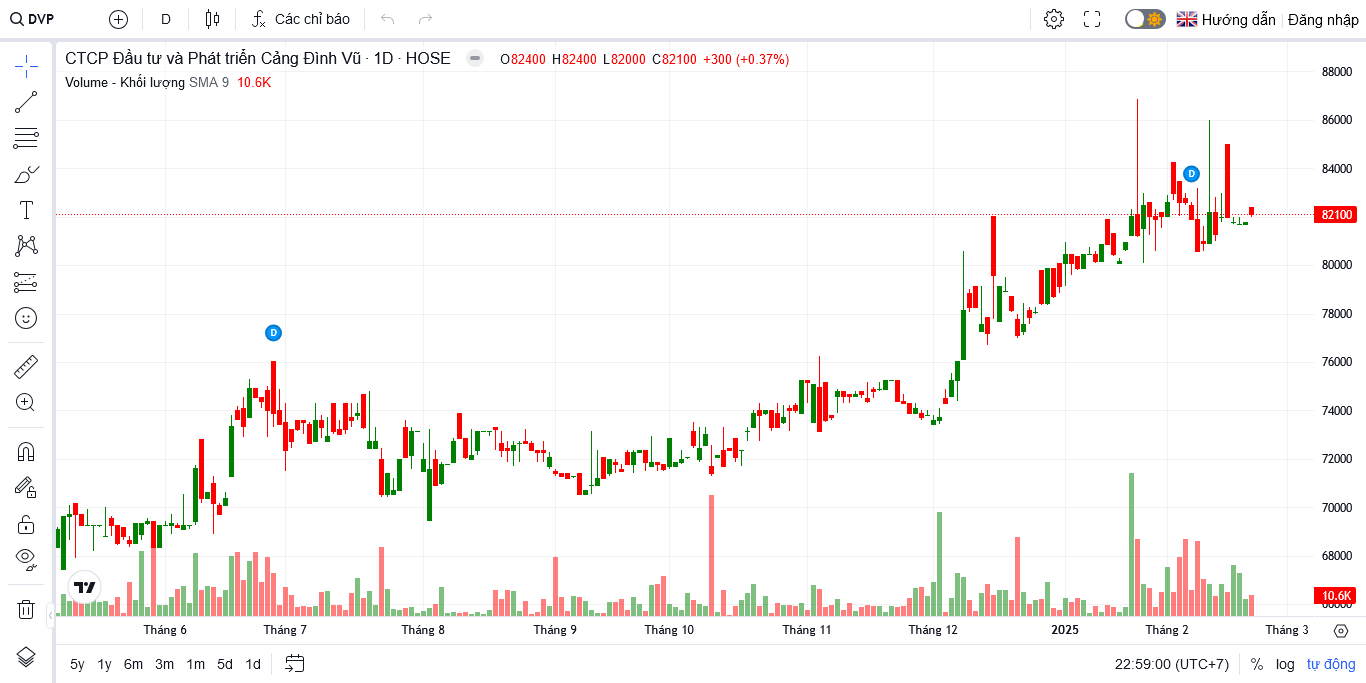 DVP D Các chỉ báo Hướng dẫn Đăng nhập
CTCP Đầu tư và Phát triển Cảng Đình Vũ · 1D · HOSE O82400 H82400 L82000 C82100 +300 (+0.37%)
Volume - Khối lượng SMA 9 10.6K
88000
86000
84000
82100
80000
78000
76000
74000
72000
70000
68000
66000
10.6K
D
D
Tháng 6 Tháng 7 Tháng 8 Tháng 9 Tháng 10 Tháng 11 Tháng 12 2025 Tháng 2 Tháng 3
5y 1y 6m 3m 1m 5d 1d 22:59:00 (UTC+7) % log tự động